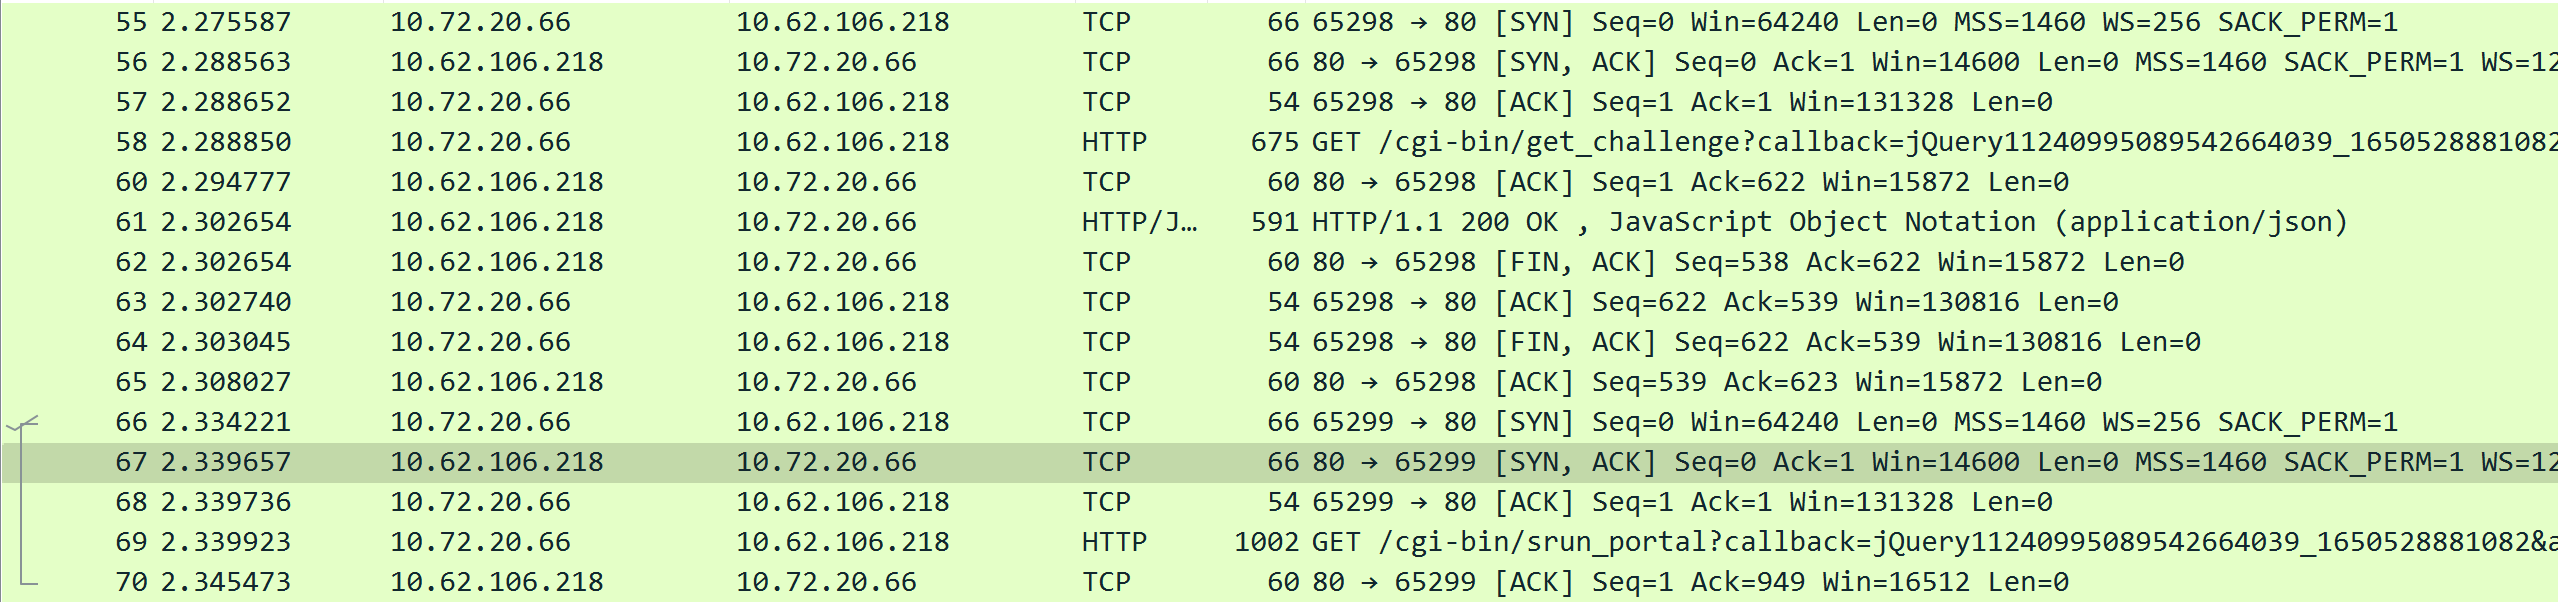 55 2.275587 10.72.20.66 10.62.106.218 TCP 66 65298 → 80 [SYN] Seq=0 Win=64240 Len=0 MSS=1460 WS=256 SACK_PERM=1
56 2.288563 10.62.106.218 10.72.20.66 TCP 66 80 → 65298 [SYN, ACK] Seq=0 Ack=1 Win=14600 Len=0 MSS=1460 SACK_PERM=1 WS=12
57 2.288652 10.72.20.66 10.62.106.218 TCP 54 65298 → 80 [ACK] Seq=1 Ack=1 Win=131328 Len=0
58 2.288850 10.72.20.66 10.62.106.218 HTTP 675 GET /cgi-bin/get_challenge?callback=jQuery11240995089542664039_1650528881082
60 2.294777 10.62.106.218 10.72.20.66 TCP 60 80 → 65298 [ACK] Seq=1 Ack=622 Win=15872 Len=0
61 2.302654 10.62.106.218 10.72.20.66 HTTP/J… 591 HTTP/1.1 200 OK , JavaScript Object Notation (application/json)
62 2.302654 10.62.106.218 10.72.20.66 TCP 60 80 → 65298 [FIN, ACK] Seq=538 Ack=622 Win=15872 Len=0
63 2.302740 10.72.20.66 10.62.106.218 TCP 54 65298 → 80 [ACK] Seq=622 Ack=539 Win=130816 Len=0
64 2.303045 10.72.20.66 10.62.106.218 TCP 54 65298 → 80 [FIN, ACK] Seq=622 Ack=539 Win=130816 Len=0
65 2.308027 10.62.106.218 10.72.20.66 TCP 60 80 → 65298 [ACK] Seq=539 Ack=623 Win=15872 Len=0
66 2.334221 10.72.20.66 10.62.106.218 TCP 66 65299 → 80 [SYN] Seq=0 Win=64240 Len=0 MSS=1460 WS=256 SACK_PERM=1
67 2.339657 10.62.106.218 10.72.20.66 TCP 66 80 → 65299 [SYN, ACK] Seq=0 Ack=1 Win=14600 Len=0 MSS=1460 SACK_PERM=1 WS=12
68 2.339736 10.72.20.66 10.62.106.218 TCP 54 65299 → 80 [ACK] Seq=1 Ack=1 Win=131328 Len=0
69 2.339923 10.72.20.66 10.62.106.218 HTTP 1002 GET /cgi-bin/srun_portal?callback=jQuery11240995089542664039_1650528881082&a
70 2.345473 10.62.106.218 10.72.20.66 TCP 60 80 → 65299 [ACK] Seq=1 Ack=949 Win=16512 Len=0